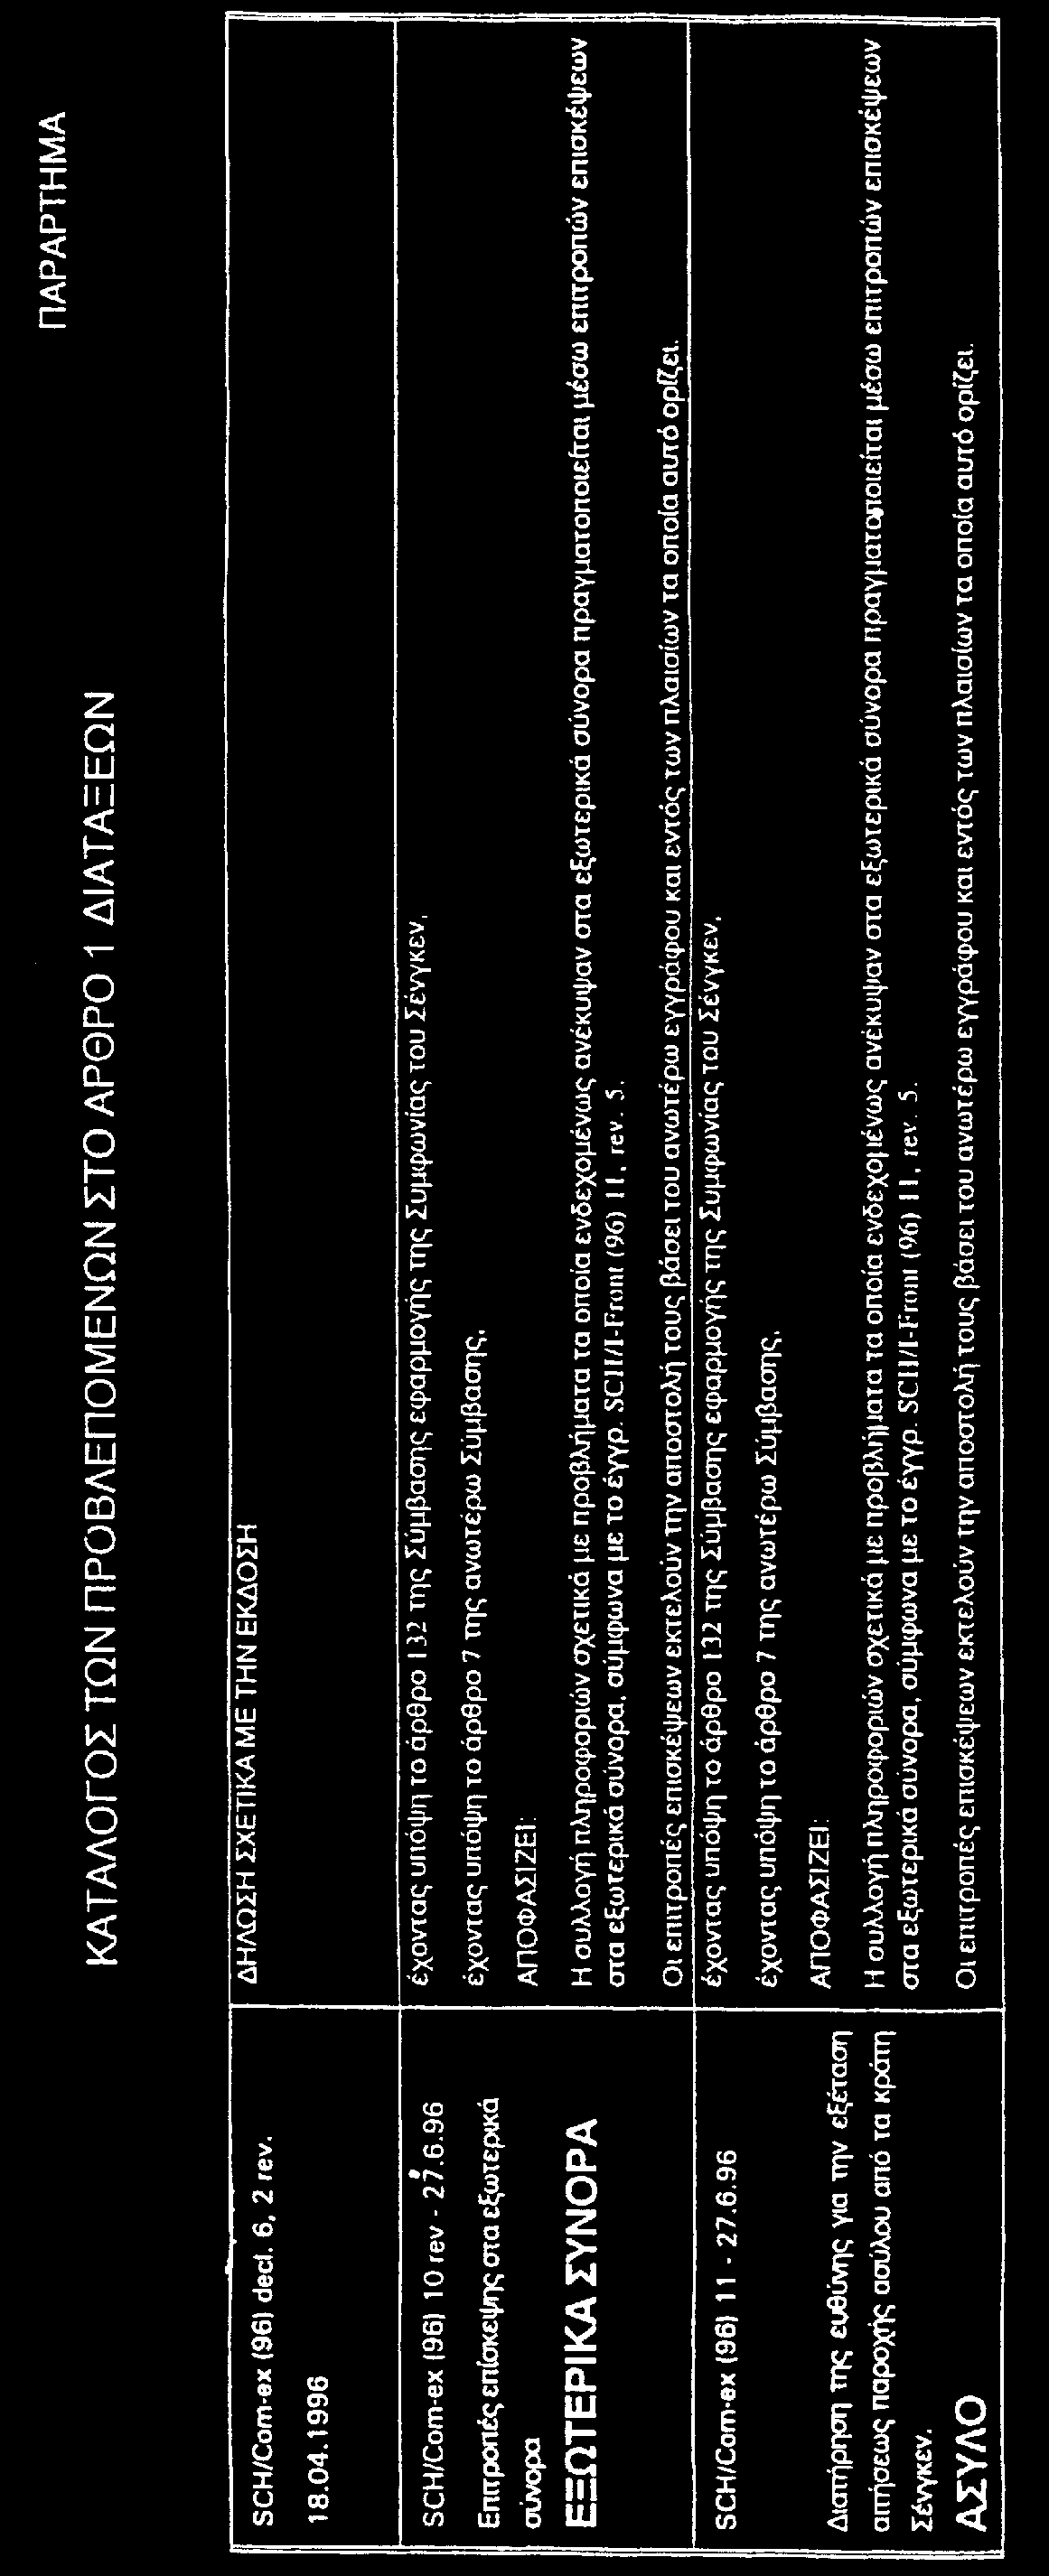 ΠΑΡΑΡΤΗΜΑ
ΚΑΤΑΛΟΓΟΣ ΤΩΝ ΠΡΟΒΛΕΠΟΜΕΝΩΝ ΣΤΟ ΑΡΘΡΟ 1 ΔΙΑΤΑΞΕΩΝ
SCH/Com-ex (96) decl. 6, 2 rev.
18.04.1996
ΔΗΛΩΣΗ ΣΧΕΤΙΚΑ ΜΕ ΤΗΝ ΕΚΔΟΣΗ
SCH/Com-ex (96) 10 rev - 27.6.96
Επιτροπές επίσκεψης στα εξωτερικά
σύνορα
ΕΞΩΤΕΡΙΚΑ ΣΥΝΟΡΑ
έχοντας υπόψη το άρθρο 132 της Σύμβασης εφαρμογής της Συμφωνίας του Σένγκεν,
έχοντας υπόψη το άρθρο 7 της ανωτέρω Σύμβασης,
ΑΠΟΦΑΣΙΖΕΙ:
Η συλλογή πληροφοριών σχετικά με προβλήματα τα οποία ενδεχομένως ανέκυψαν στα εξωτερικά σύνορα πραγματοποιείται μέσω επιτροπών επισκέψεων
στα εξωτερικά σύνορα, σύμφωνα με το έγγρ. SCH/I-Front (96) 11, rev. 5.
Οι επιτροπές επισκέψεων εκτελούν την αποστολή τους βάσει του ανωτέρω εγγράφου και εντός των πλαισίων τα οποία αυτό ορίζει.
SCH/Com-ex (96) 11 - 27.6.96
Διατήρηση της ευθύνης για την εξέταση
αιτήσεως παροχής ασύλου από τα κράτη
Σένγκεν.
ΑΣΥΛΟ
έχοντας υπόψη το άρθρο 132 της Σύμβασης εφαρμογής της Συμφωνίας του Σένγκεν,
έχοντας υπόψη το άρθρο 7 της ανωτέρω Σύμβασης,
ΑΠΟΦΑΣΙΖΕΙ:
Η συλλογή πληροφοριών σχετικά με προβλήματα τα οποία ενδεχομένως ανέκυψαν στα εξωτερικά σύνορα πραγματοποιείται μέσω επιτροπών επισκέψεων
στα εξωτερικά σύνορα, σύμφωνα με το έγγρ. SCH/I-Front (96) 11, rev. 5.
Οι επιτροπές επισκέψεων εκτελούν την αποστολή τους βάσει του ανωτέρω εγγράφου και εντός των πλαισίων τα οποία αυτό ορίζει.